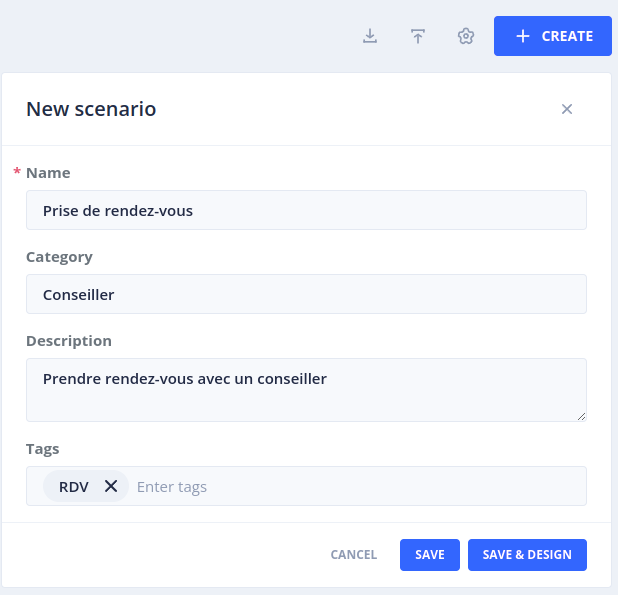 CREATE
New scenario
* Name
Prise de rendez-vous
Category
Conseiller
Description
Prendre rendez-vous avec un conseiller
Tags
RDV Enter tags
CANCEL SAVE SAVE & DESIGN